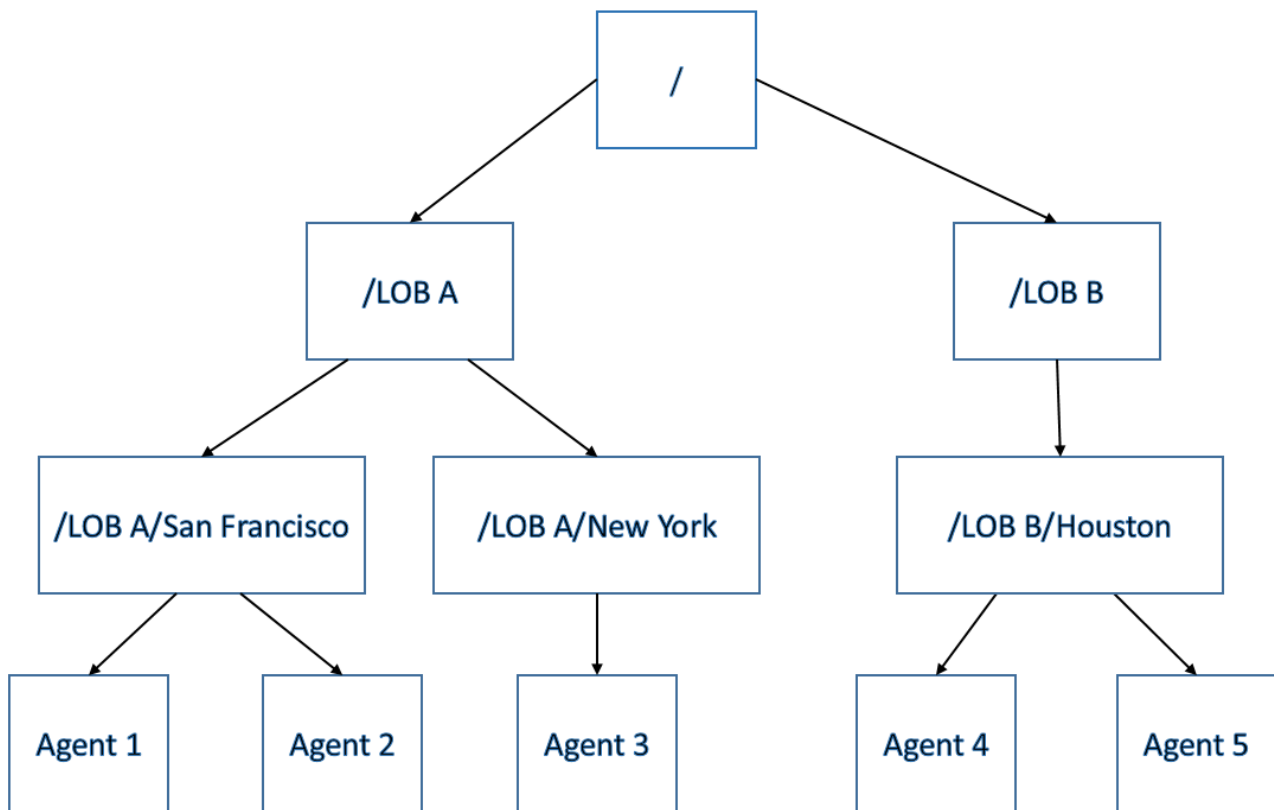 /
/LOB A
/LOB B
/LOB A/San Francisco
/LOB A/New York
/LOB B/Houston
Agent 1
Agent 2
Agent 3
Agent 4
Agent 5